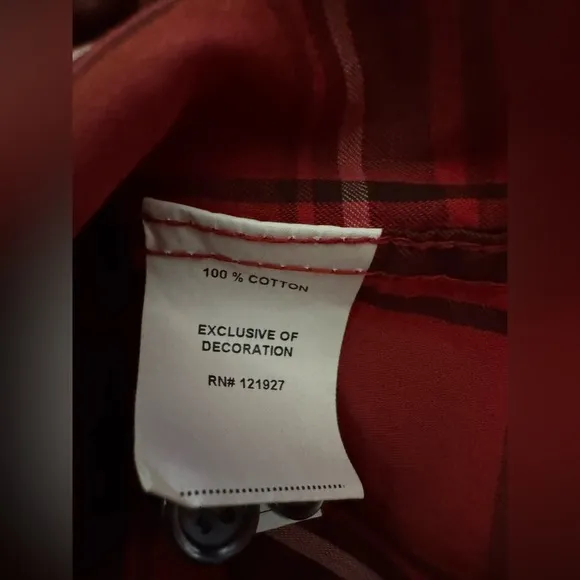 100 % COTTON
EXCLUSIVE OF
DECORATION
RN# 121927